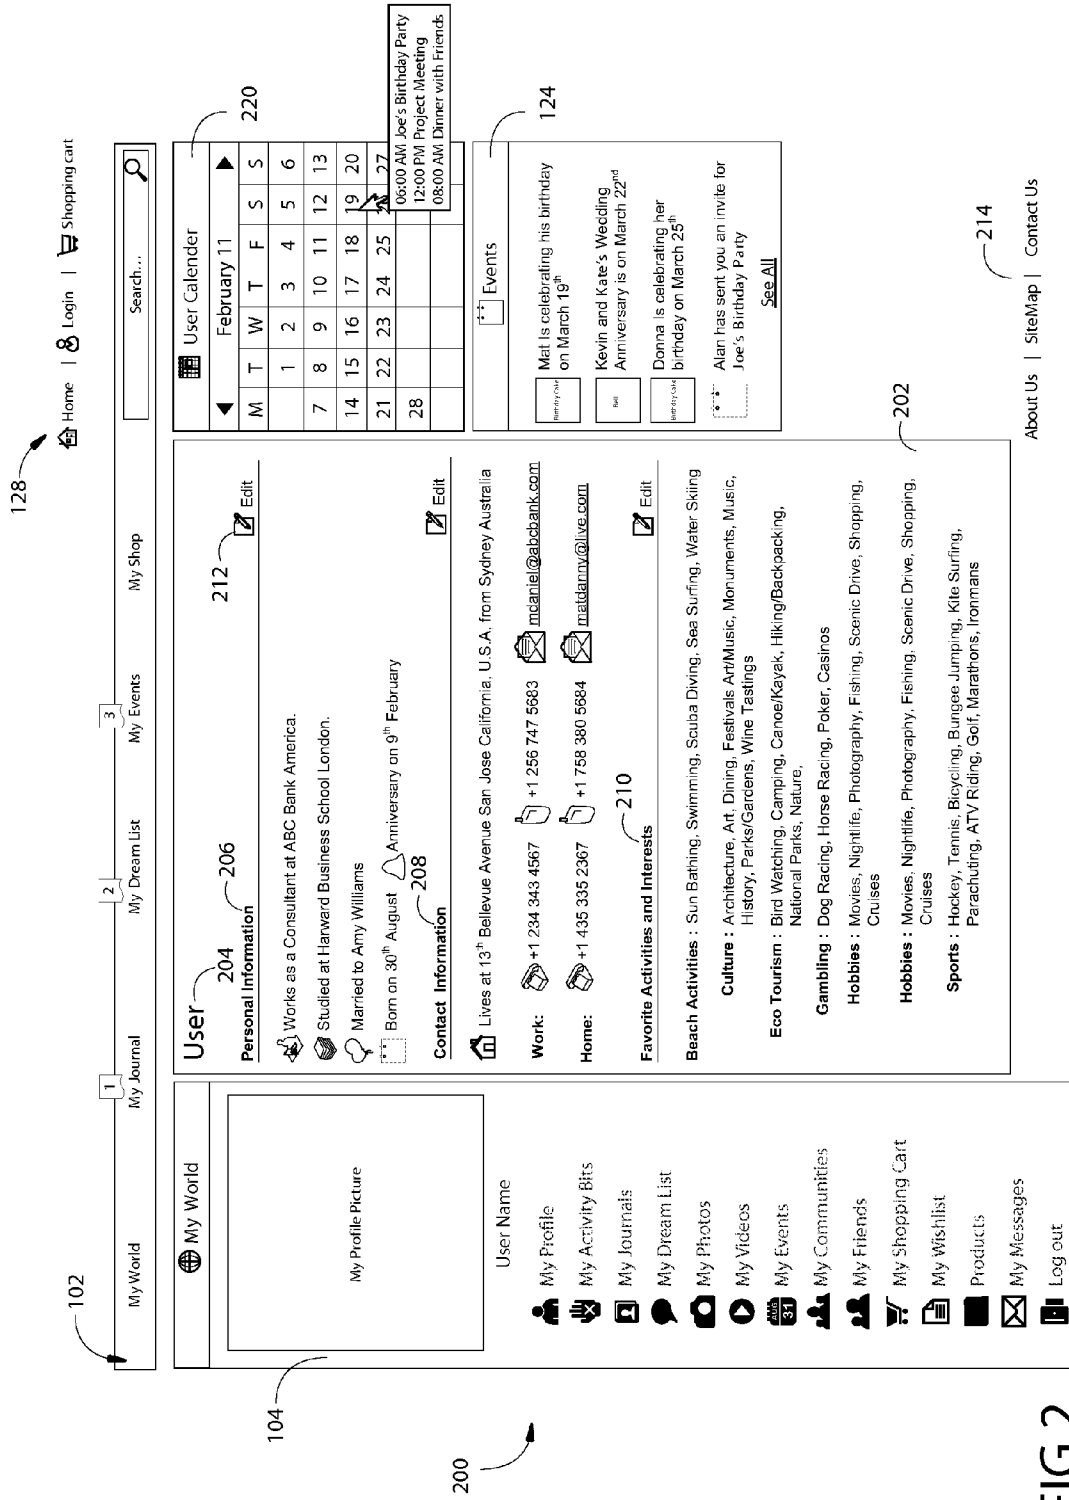 128
Home | Login | Shopping cart
102
1
2
3
My World
My Journal
My Dream List
My Events
My Shop
Search...
104
My World
My Profile Picture
User Name
My Profile
My Activity Bits
My Journals
My Dream List
My Photos
My Videos
AUG
31
My Events
My Communities
My Friends
My Shopping Cart
My Wishlist
Products
My Messages
Log out
User
204
206
212
Personal Information
Edit
Works as a Consultant at ABC Bank America.
Studied at Harward Business School London.
Married to Amy Williams
Born on 30th August Anniversary on 9th February
208
Contact Information
Edit
Lives at 13th Bellevue Avenue San Jose California, U.S.A, from Sydney Australia
Work: +1 234 343 4567 +1 256 747 5683 mdaniel@abcbank.com
Home: +1 435 335 2367 +1 758 380 5684 matdanny@live.com
210
Favorite Activities and Interests
Edit
Beach Activities : Sun Bathing, Swimming, Scuba Diving, Sea Surfing, Water Skiing
Culture : Architecture, Art, Dining, Festivals Art/Music, Monuments, Music,
History, Parks/Gardens, Wine Tastings
Eco Tourism : Bird Watching, Camping, Canoe/Kayak, Hiking/Backpacking,
National Parks, Nature,
Gambling : Dog Racing, Horse Racing, Poker, Casinos
Hobbies : Movies, Nightlife, Photography, Fishing, Scenic Drive, Shopping,
Cruises
Hobbies : Movies, Nightlife, Photography, Fishing, Scenic Drive, Shopping,
Cruises
Sports : Hockey, Tennis, Bicycling, Bungee Jumping, Kite Surfing,
Parachuting, ATV Riding, Golf, Marathons, Ironmans
202
User Calender
220
February 11
M T W T F S S
1 2 3 4 5 6
7 8 9 10 11 12 13
14 15 16 17 18 19 20
21 22 23 24 25 27
28
06:00 AM Joe's Birthday Party
12:00 PM Project Meeting
08:00 AM Dinner with Friends
Events
124
Birthday Cake
Mat Is celebrating his birthday
on March 19th
Bell
Kevin and Kate's Wedding
Anniversary is on March 22nd
Birthday Cake
Donna Is celebrating her
birthday on March 25th
Alan has sent you an invite for
Joe's Birthday Party
See All
214
About Us | SiteMap | Contact Us
200
FIG 2